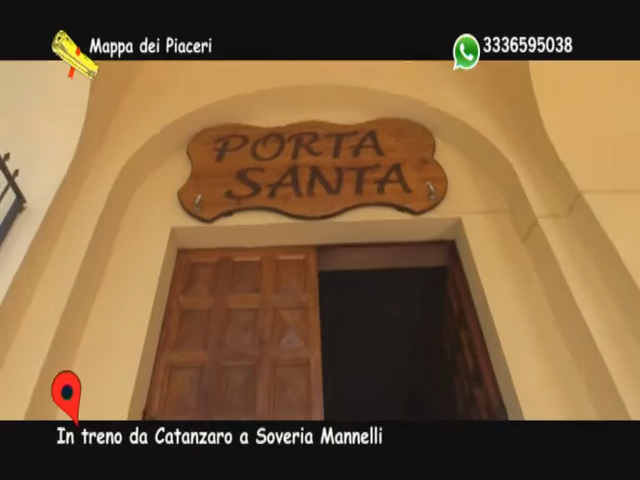 Mappa dei Piaceri
3336595038
PORTA
SANTA
In treno da Catanzaro a Soveria Mannelli